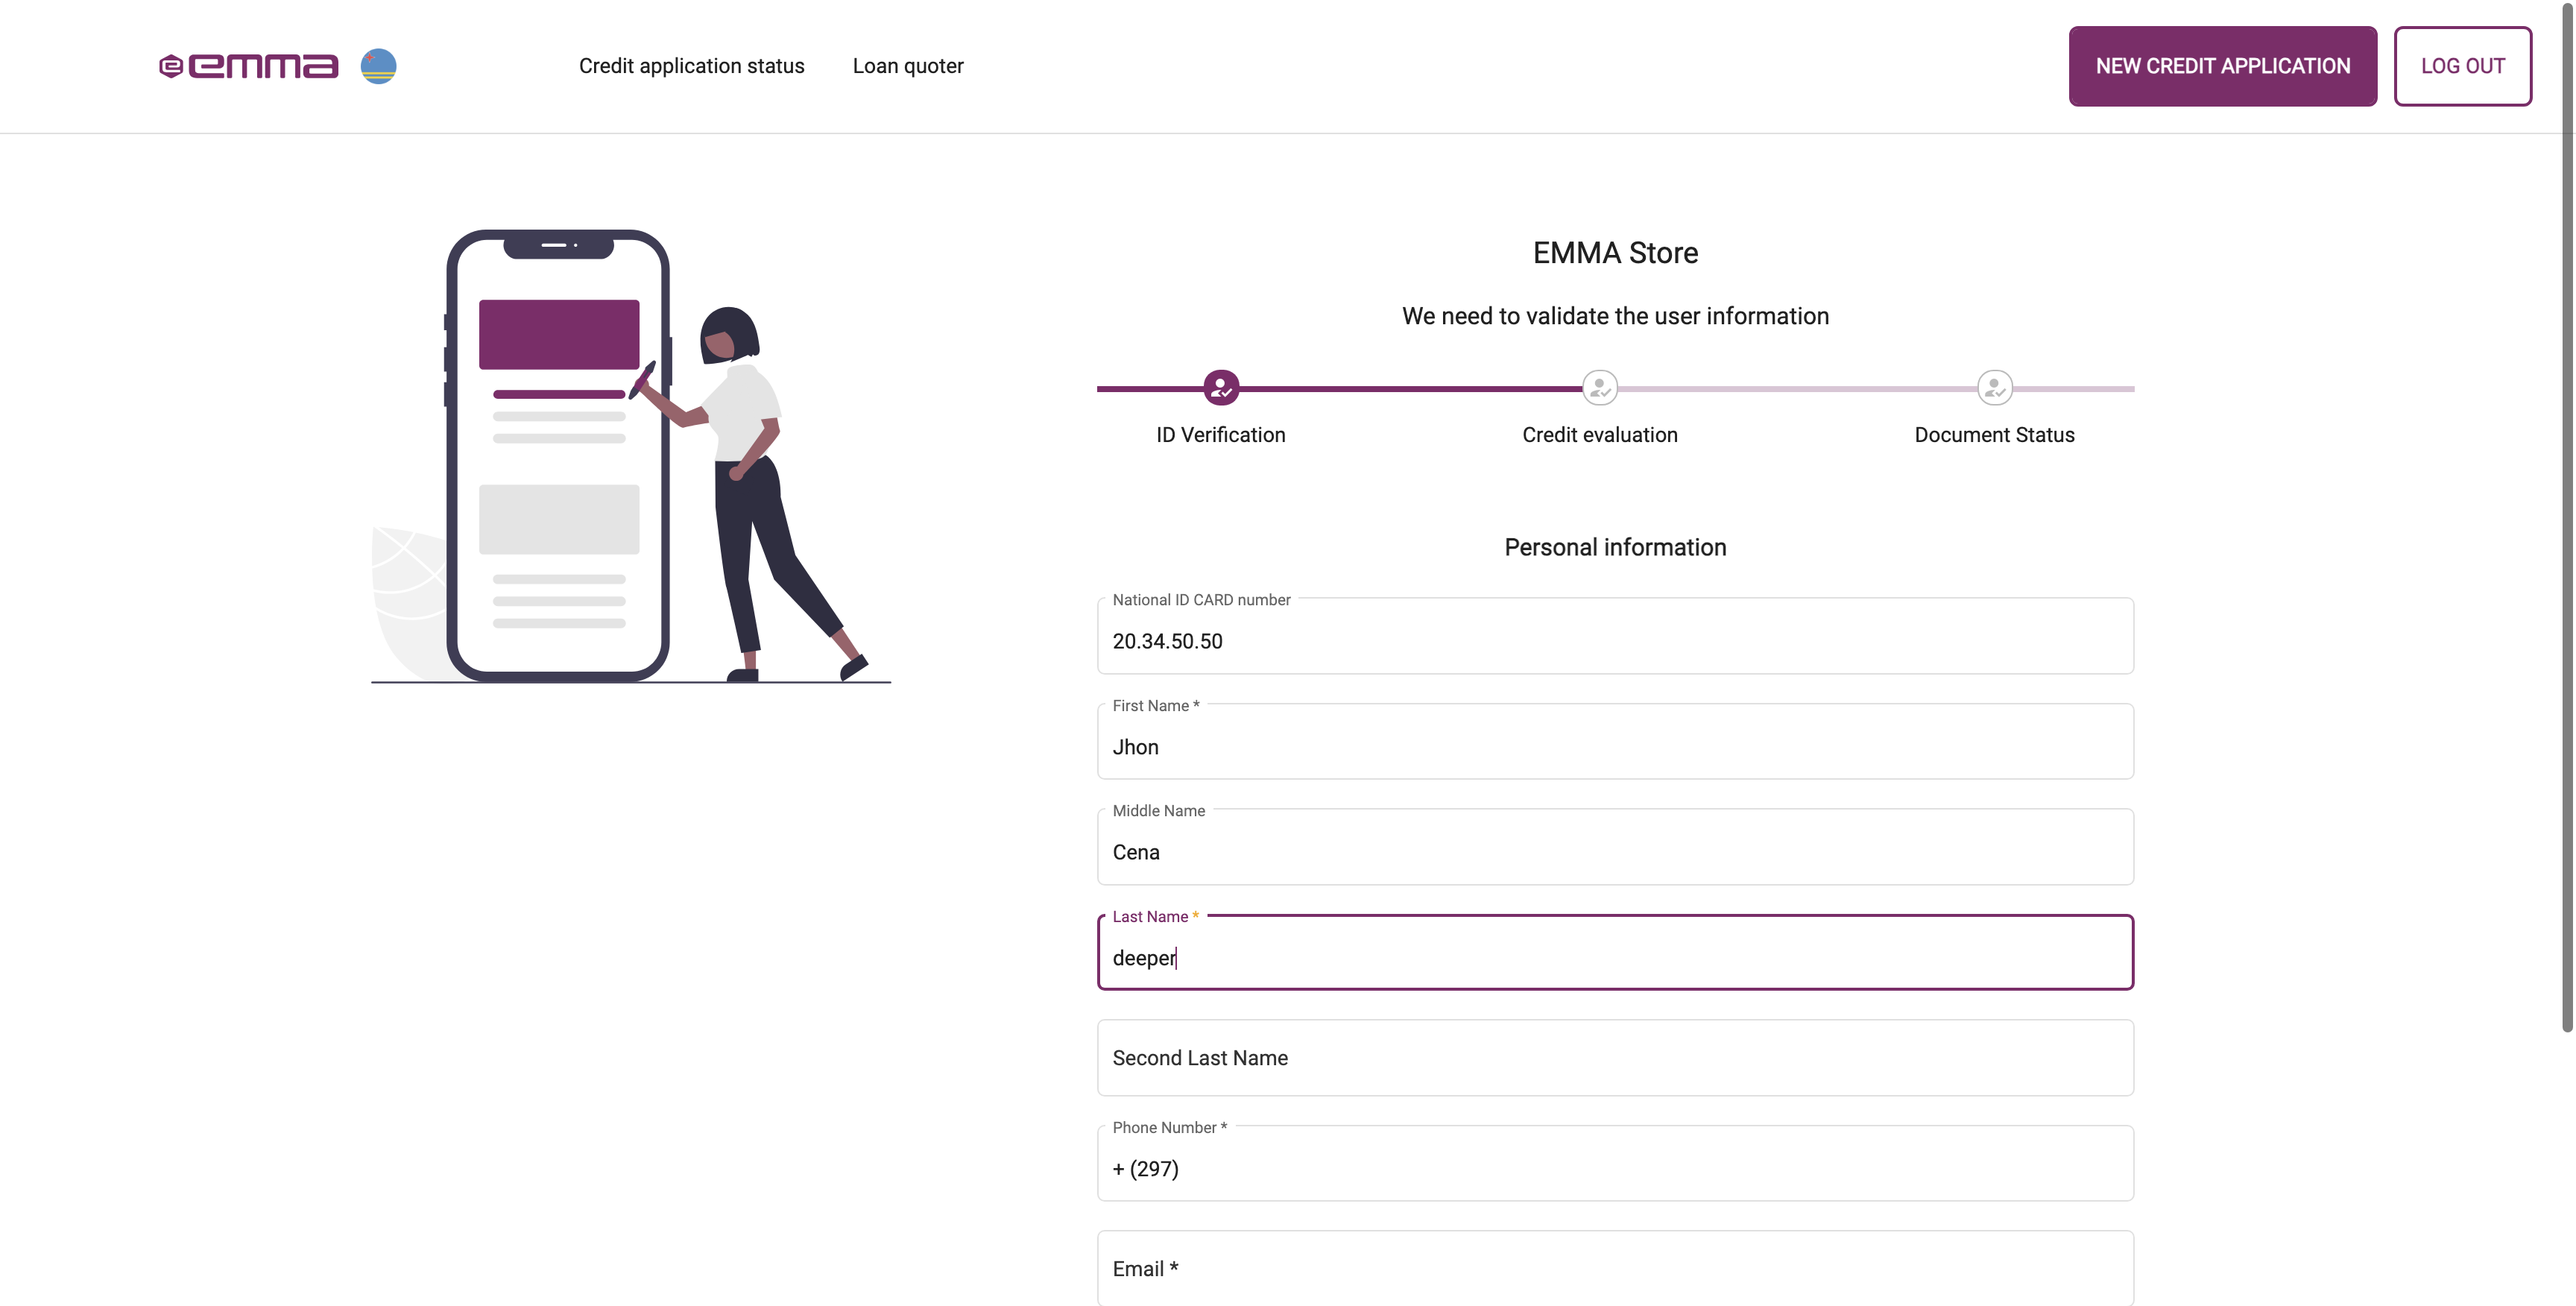 emma
Credit application status
Loan quoter
NEW CREDIT APPLICATION
LOG OUT
EMMA Store
We need to validate the user information
ID Verification
Credit evaluation
Document Status
Personal information
National ID CARD number
20.34.50.50
First Name *
Jhon
Middle Name
Cena
Last Name *
deeper
Second Last Name
Phone Number *
+ (297)
Email *